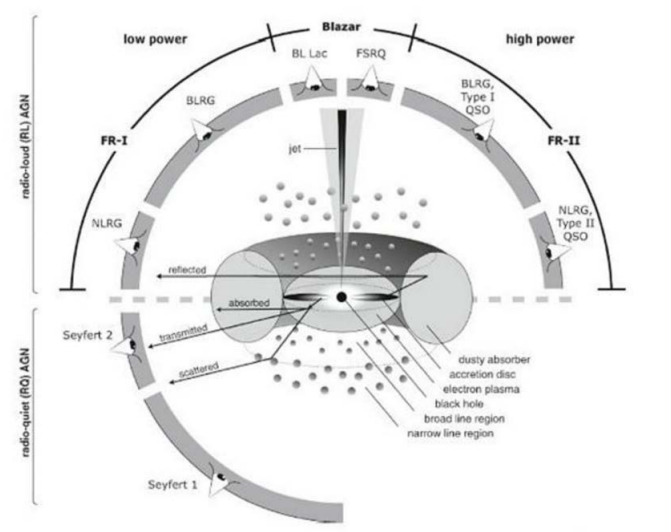 Blazar
low power
high power
BL Lac
FSRQ
BLRG
BLRG,
Type I
QSO
FR-I
FR-II
jet
NLRG
NLRG,
Type II
QSO
radio-loud (RL) AGN
reflected
absorbed
transmitted
scattered
Seyfert 2
dusty absorber
accretion disc
electron plasma
black hole
broad line region
narrow line region
radio-quiet (RQ) AGN
Seyfert 1